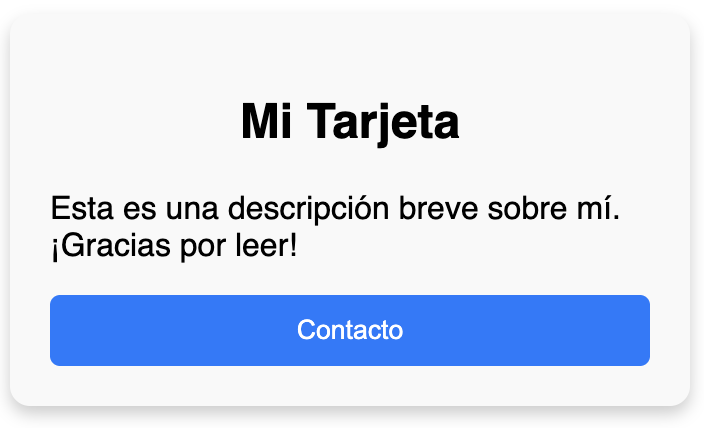 Mi Tarjeta
Esta es una descripción breve sobre mí.
¡Gracias por leer!
Contacto